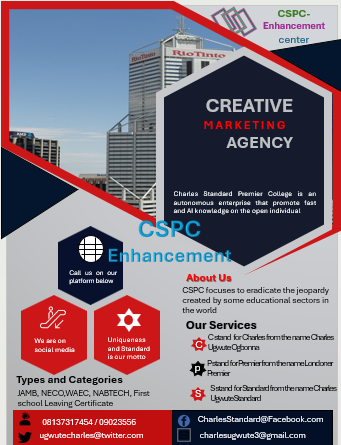 CSPC-
Enhancement
center
RioTinto
RioTinto
CREATIVE
MARKETING
AGENCY
Charles Standard Premier College is an
autonomous enterprise that promote fast
and AI knowledge on the open individual
CSPC
Enhancement
Call us on our
platform below
We are on
social media
Uniqueness
and Standard
is our motto
About Us
CSPC focuses to eradicate the jeopardy
created by some educational sectors in
the world
Our Services
C
C stand for Charles from the name Charles
Ugwute Ogbonna
P
P stand for Permier from the name Londoner
Premier
S
S stand for Standard from the name Charles
Ugwute Standard
Types and Categories
JAMB, NECO,WAEC, NABTECH, First
school Leaving Certificate
08137317454 / 09023556
ugwutecharles@twitter.com
CharlesStandard@Facebook.com
charlesugwute3@gmail.com